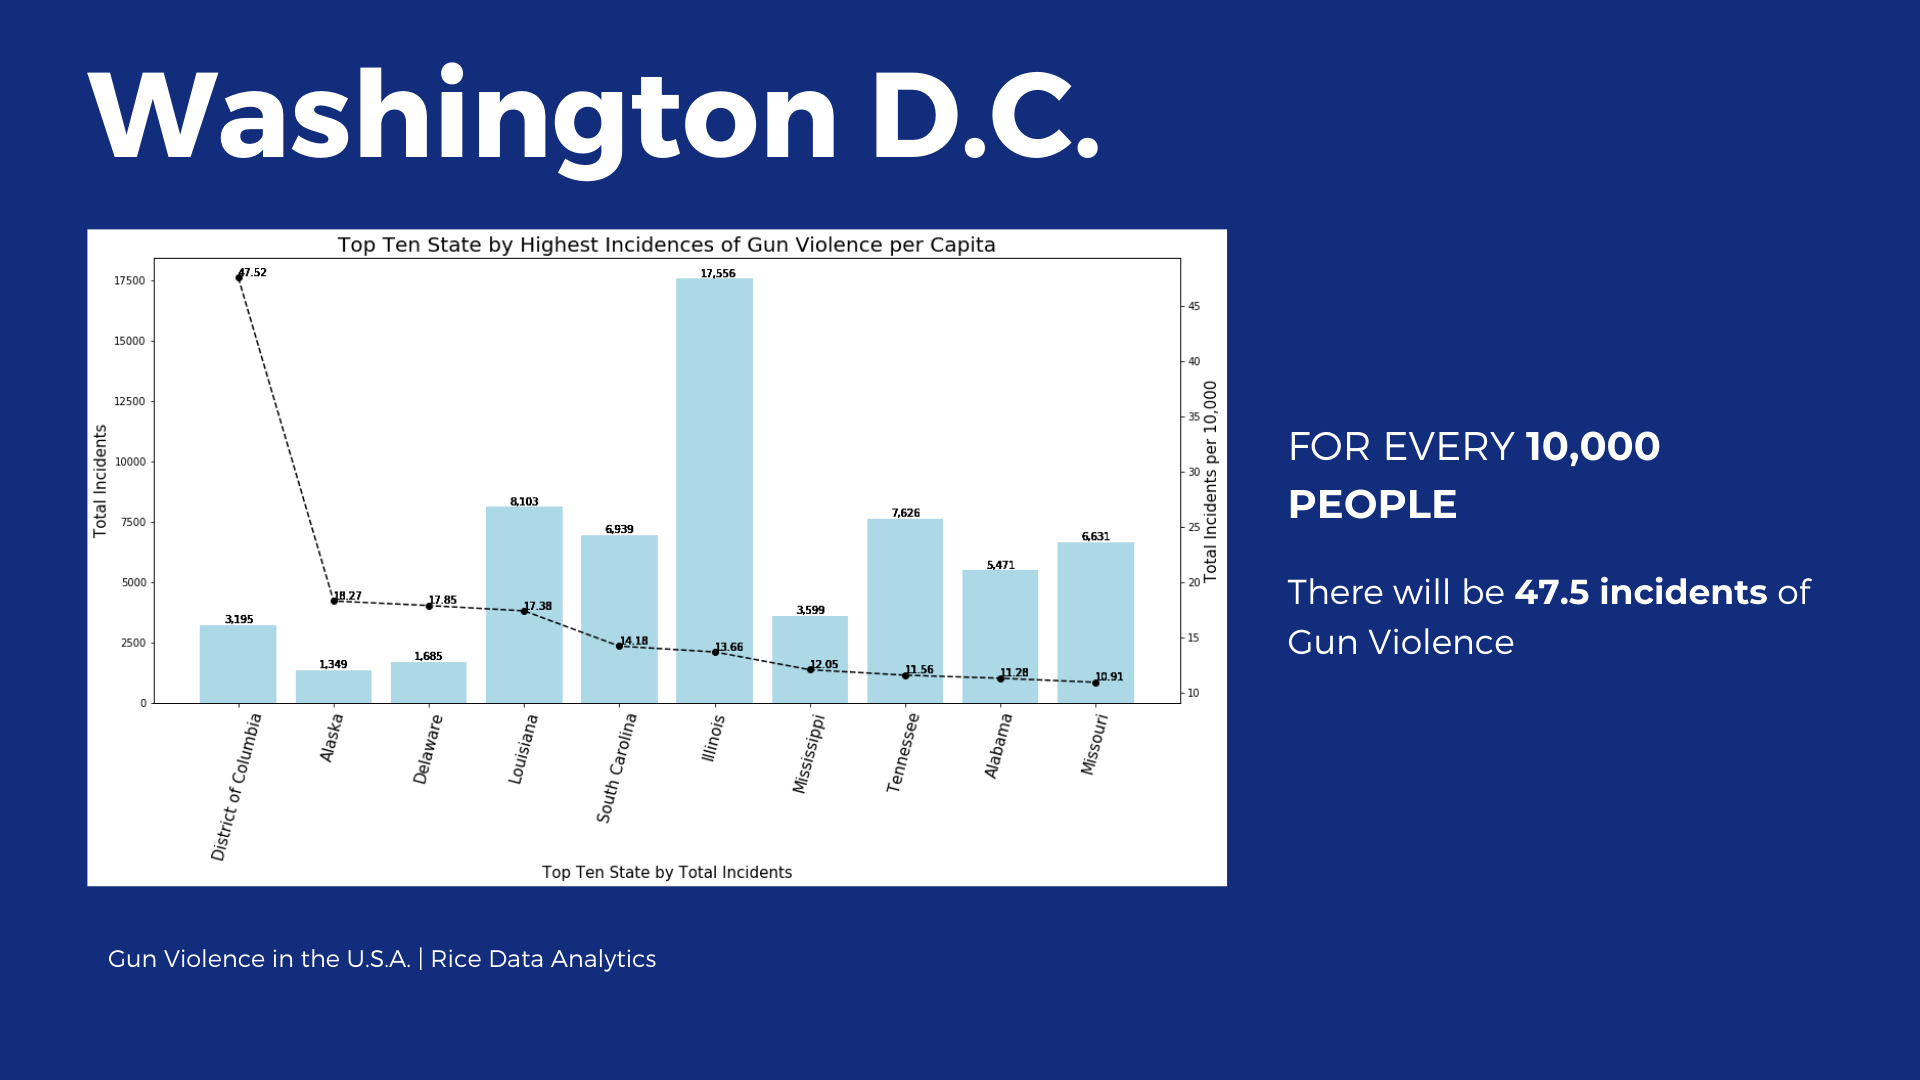 Washington D.C.
Top Ten State by Highest Incidences of Gun Violence per Capita
Total Incidents
17500
15000
12500
10000
7500
5000
2500
0
47.52
18.27
17.85
17.38
14.18
13.66
12.05
11.56
11.28
10.91
3,195
1,349
1,685
8,103
6,939
17,556
3,599
7,626
5,471
6,631
45
40
35
30
25
20
15
10
Total Incidents per 10,000
District of Columbia
Alaska
Delaware
Louisiana
South Carolina
Illinois
Mississippi
Tennessee
Alabama
Missouri
Top Ten State by Total Incidents
FOR EVERY 10,000
PEOPLE
There will be 47.5 incidents of
Gun Violence
Gun Violence in the U.S.A. | Rice Data Analytics